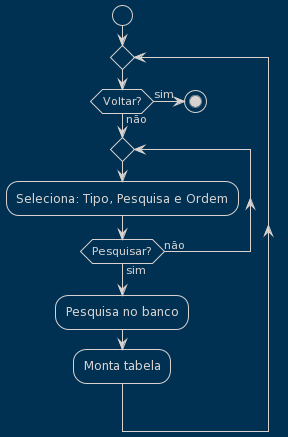 Voltar?
sim
não
Seleciona: Tipo, Pesquisa e Ordem
Pesquisar?
não
sim
Pesquisa no banco
Monta tabela